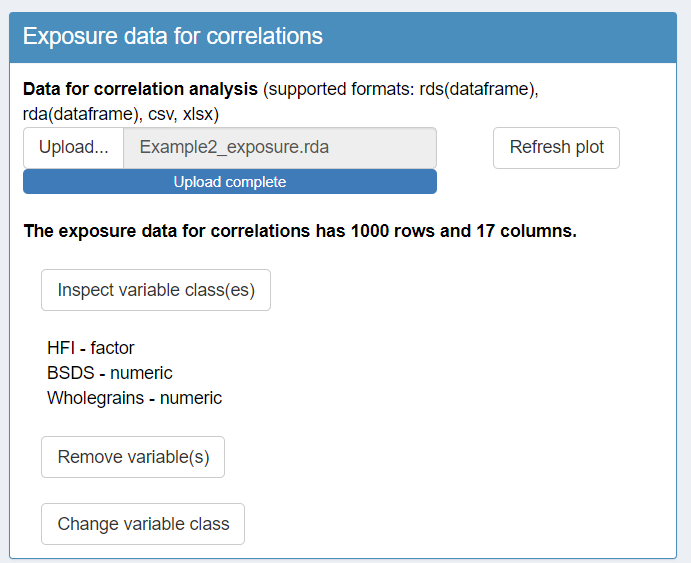 Exposure data for correlations
Data for correlation analysis (supported formats: rds(dataframe),
rda(dataframe), csv, xlsx)
Upload... Example2_exposure.rda Refresh plot
Upload complete
The exposure data for correlations has 1000 rows and 17 columns.
Inspect variable class(es)
HFI - factor
BSDS - numeric
Wholegrains - numeric
Remove variable(s)
Change variable class